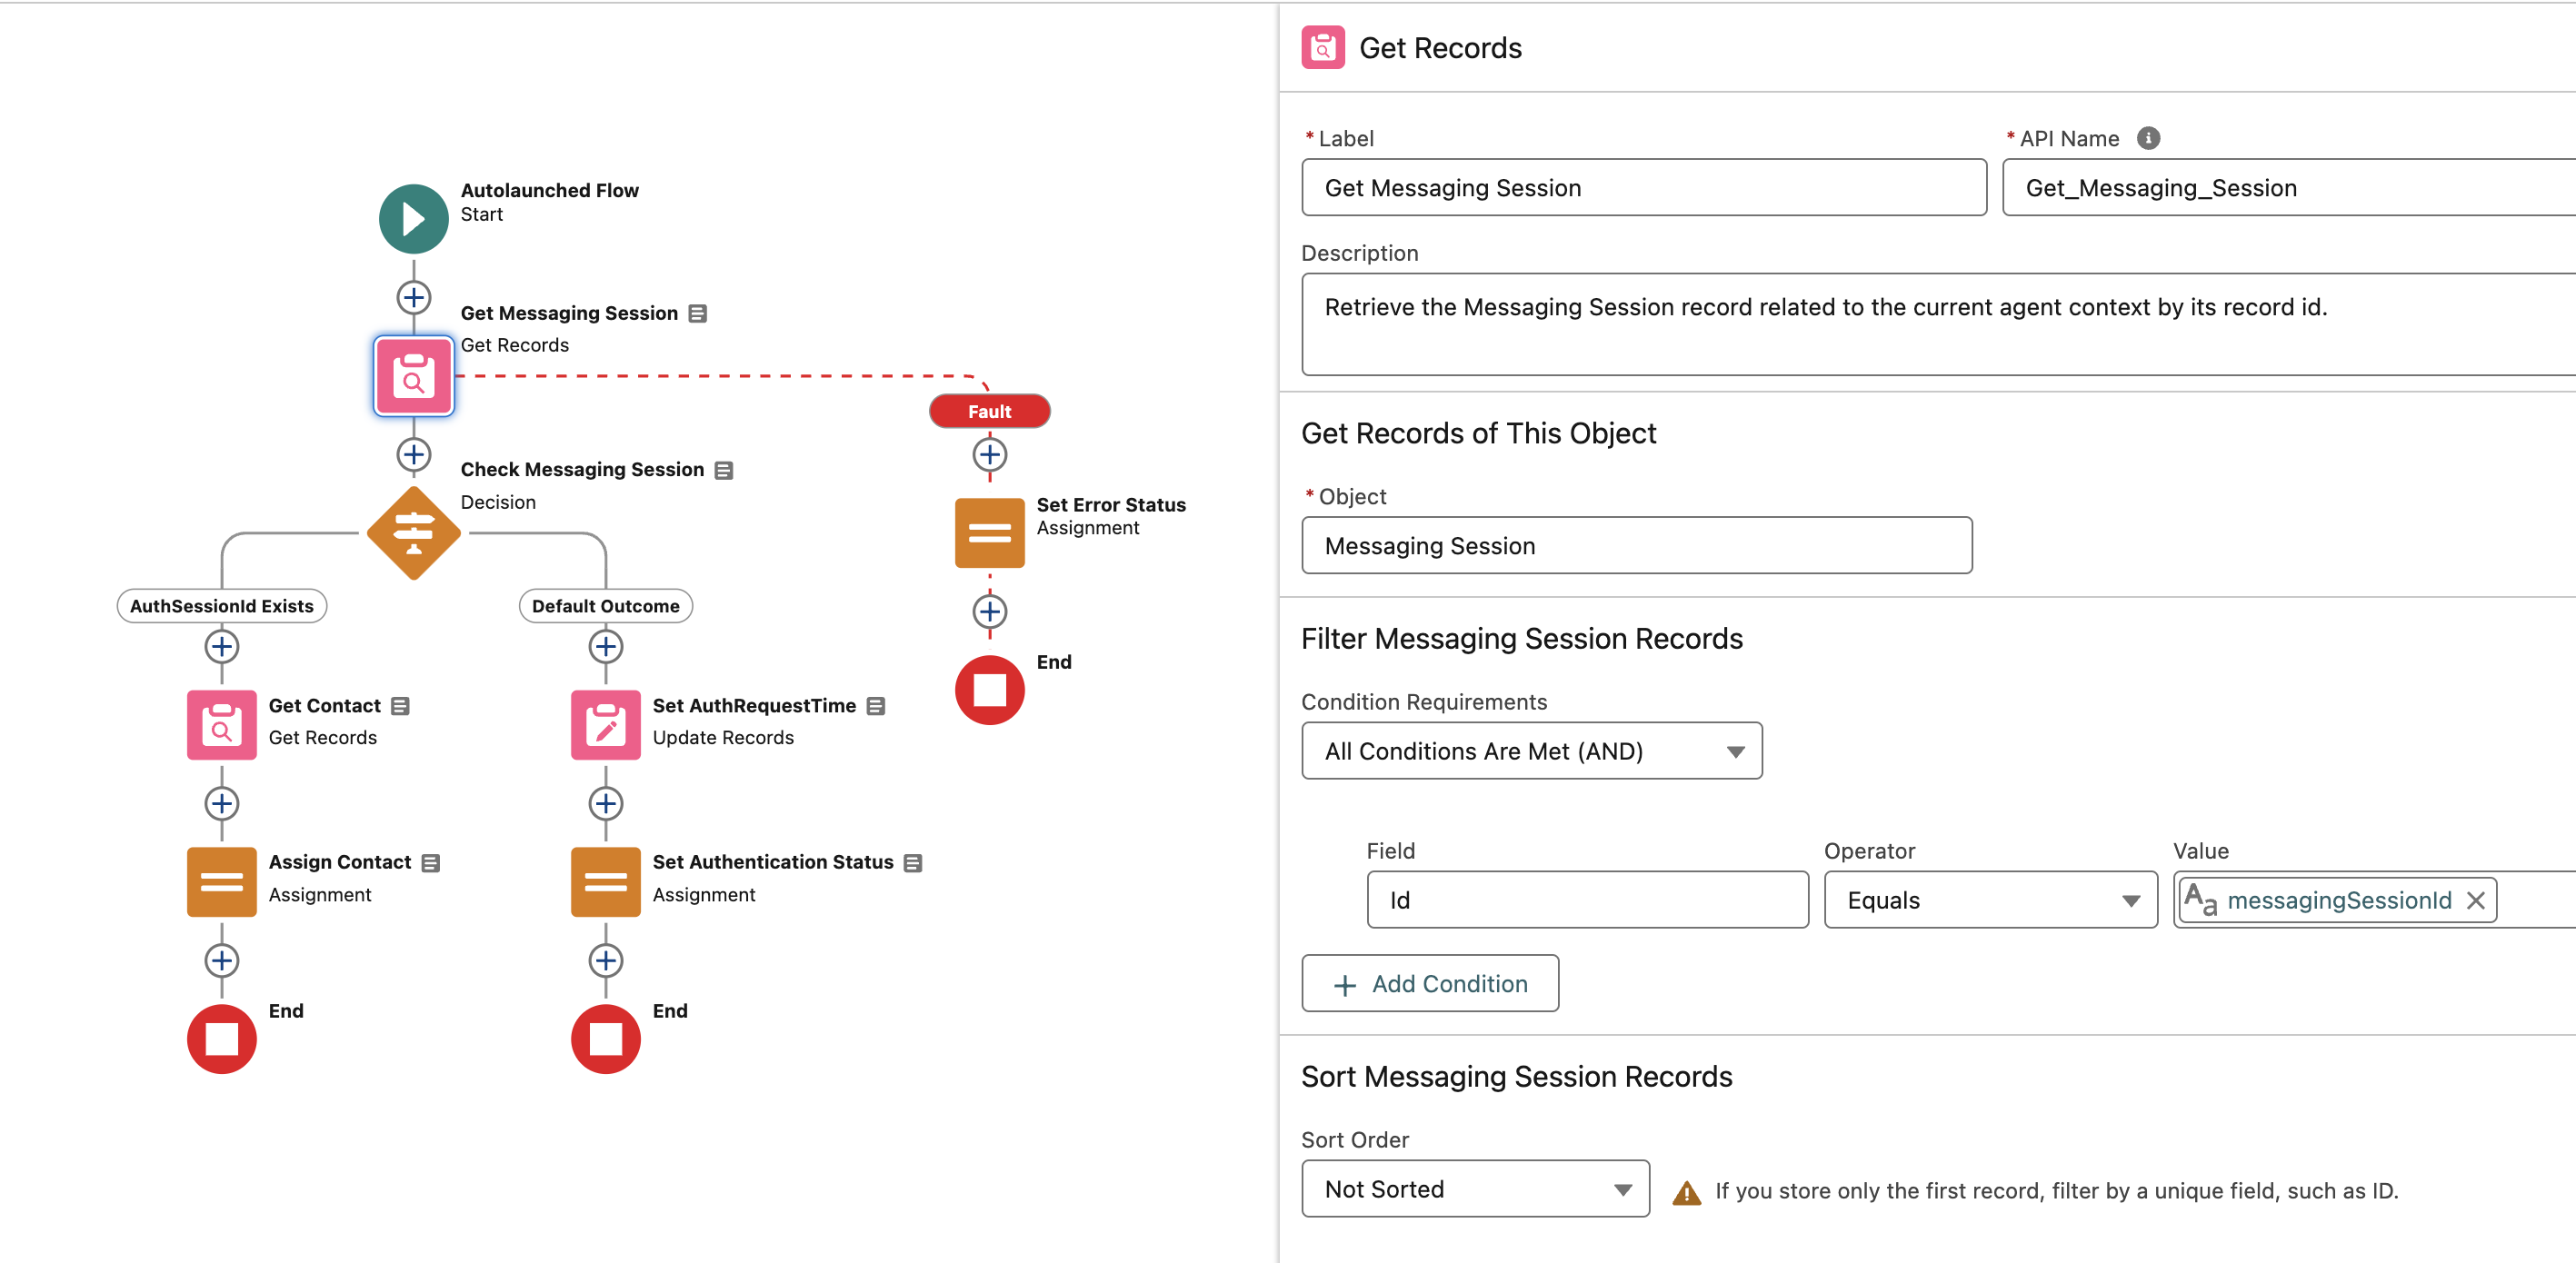 Autolaunched Flow
Start
Get Messaging Session
Get Records
Fault
Check Messaging Session
Decision
Set Error Status
Assignment
AuthSessionId Exists
Default Outcome
End
Get Contact
Get Records
Set AuthRequestTime
Update Records
Assign Contact
Assignment
Set Authentication Status
Assignment
End
End
Get Records
* Label
* API Name
Get Messaging Session
Get_Messaging_Session
Description
Retrieve the Messaging Session record related to the current agent context by its record id.
Get Records of This Object
* Object
Messaging Session
Filter Messaging Session Records
Condition Requirements
All Conditions Are Met (AND)
Field
Operator
Value
Id
Equals
Aa messagingSessionId
+ Add Condition
Sort Messaging Session Records
Sort Order
Not Sorted
If you store only the first record, filter by a unique field, such as ID.